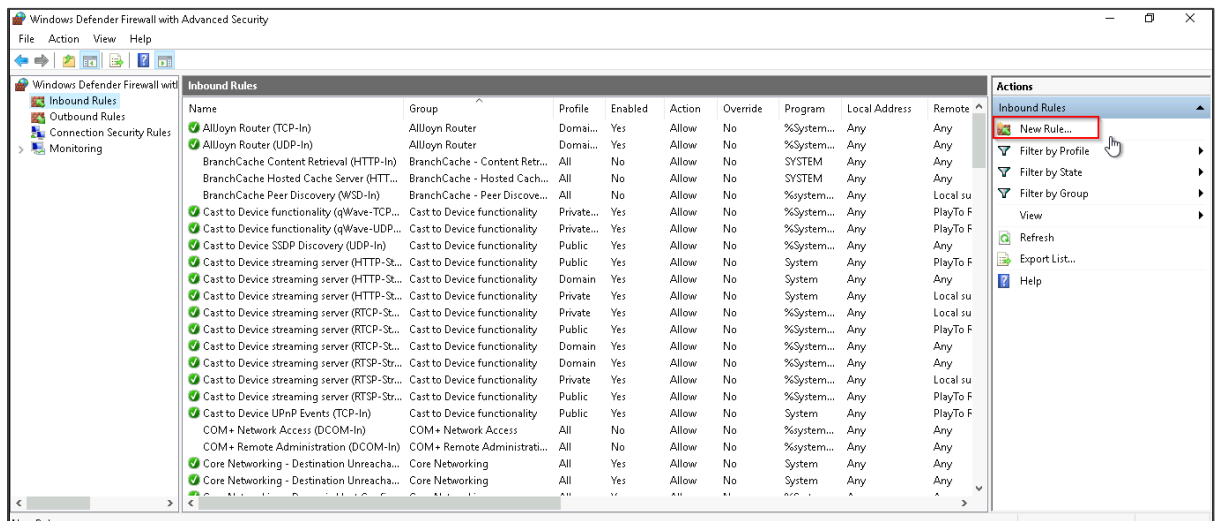 Windows Defender Firewall with Advanced Security
File Action View Help
Windows Defender Firewall witl
Inbound Rules
Outbound Rules
Connection Security Rules
Monitoring
Inbound Rules
Name Group Profile Enabled Action Override Program Local Address Remote
AllJoyn Router (TCP-In) AllJoyn Router Domai... Yes Allow No %System... Any Any
AllJoyn Router (UDP-In) AllJoyn Router Domai... Yes Allow No %System... Any Any
BranchCache Content Retrieval (HTTP-In) BranchCache - Content Retr... All No Allow No SYSTEM Any Any
BranchCache Hosted Cache Server (HTT... BranchCache - Hosted Cach... All No Allow No SYSTEM Any Any
BranchCache Peer Discovery (WSD-In) BranchCache - Peer Discove... All No Allow No %system... Any Local su
Cast to Device functionality (qWave-TCP... Cast to Device functionality Private... Yes Allow No %System... Any PlayTo R
Cast to Device functionality (qWave-UDP... Cast to Device functionality Private... Yes Allow No %System... Any PlayTo R
Cast to Device SSDP Discovery (UDP-In) Cast to Device functionality Public Yes Allow No %System... Any Any
Cast to Device streaming server (HTTP-St... Cast to Device functionality Public Yes Allow No System Any PlayTo R
Cast to Device streaming server (HTTP-St... Cast to Device functionality Domain Yes Allow No System Any Any
Cast to Device streaming server (HTTP-St... Cast to Device functionality Private Yes Allow No System Any Local su
Cast to Device streaming server (RTCP-St... Cast to Device functionality Private Yes Allow No %System... Any Local su
Cast to Device streaming server (RTCP-St... Cast to Device functionality Public Yes Allow No %System... Any PlayTo R
Cast to Device streaming server (RTCP-St... Cast to Device functionality Domain Yes Allow No %System... Any Any
Cast to Device streaming server (RTSP-Str... Cast to Device functionality Domain Yes Allow No %System... Any Any
Cast to Device streaming server (RTSP-Str... Cast to Device functionality Private Yes Allow No %System... Any Local su
Cast to Device streaming server (RTSP-Str... Cast to Device functionality Public Yes Allow No %System... Any PlayTo R
Cast to Device UPnP Events (TCP-In) Cast to Device functionality Public Yes Allow No System Any PlayTo R
COM+ Network Access (DCOM-In) COM+ Network Access All No Allow No %system... Any Any
COM+ Remote Administration (DCOM-In) COM+ Remote Administrati... All No Allow No %system... Any Any
Core Networking - Destination Unreacha... Core Networking All Yes Allow No System Any Any
Core Networking - Destination Unreacha... Core Networking All Yes Allow No System Any Any
Actions
Inbound Rules
New Rule...
Filter by Profile
Filter by State
Filter by Group
View
Refresh
Export List...
Help